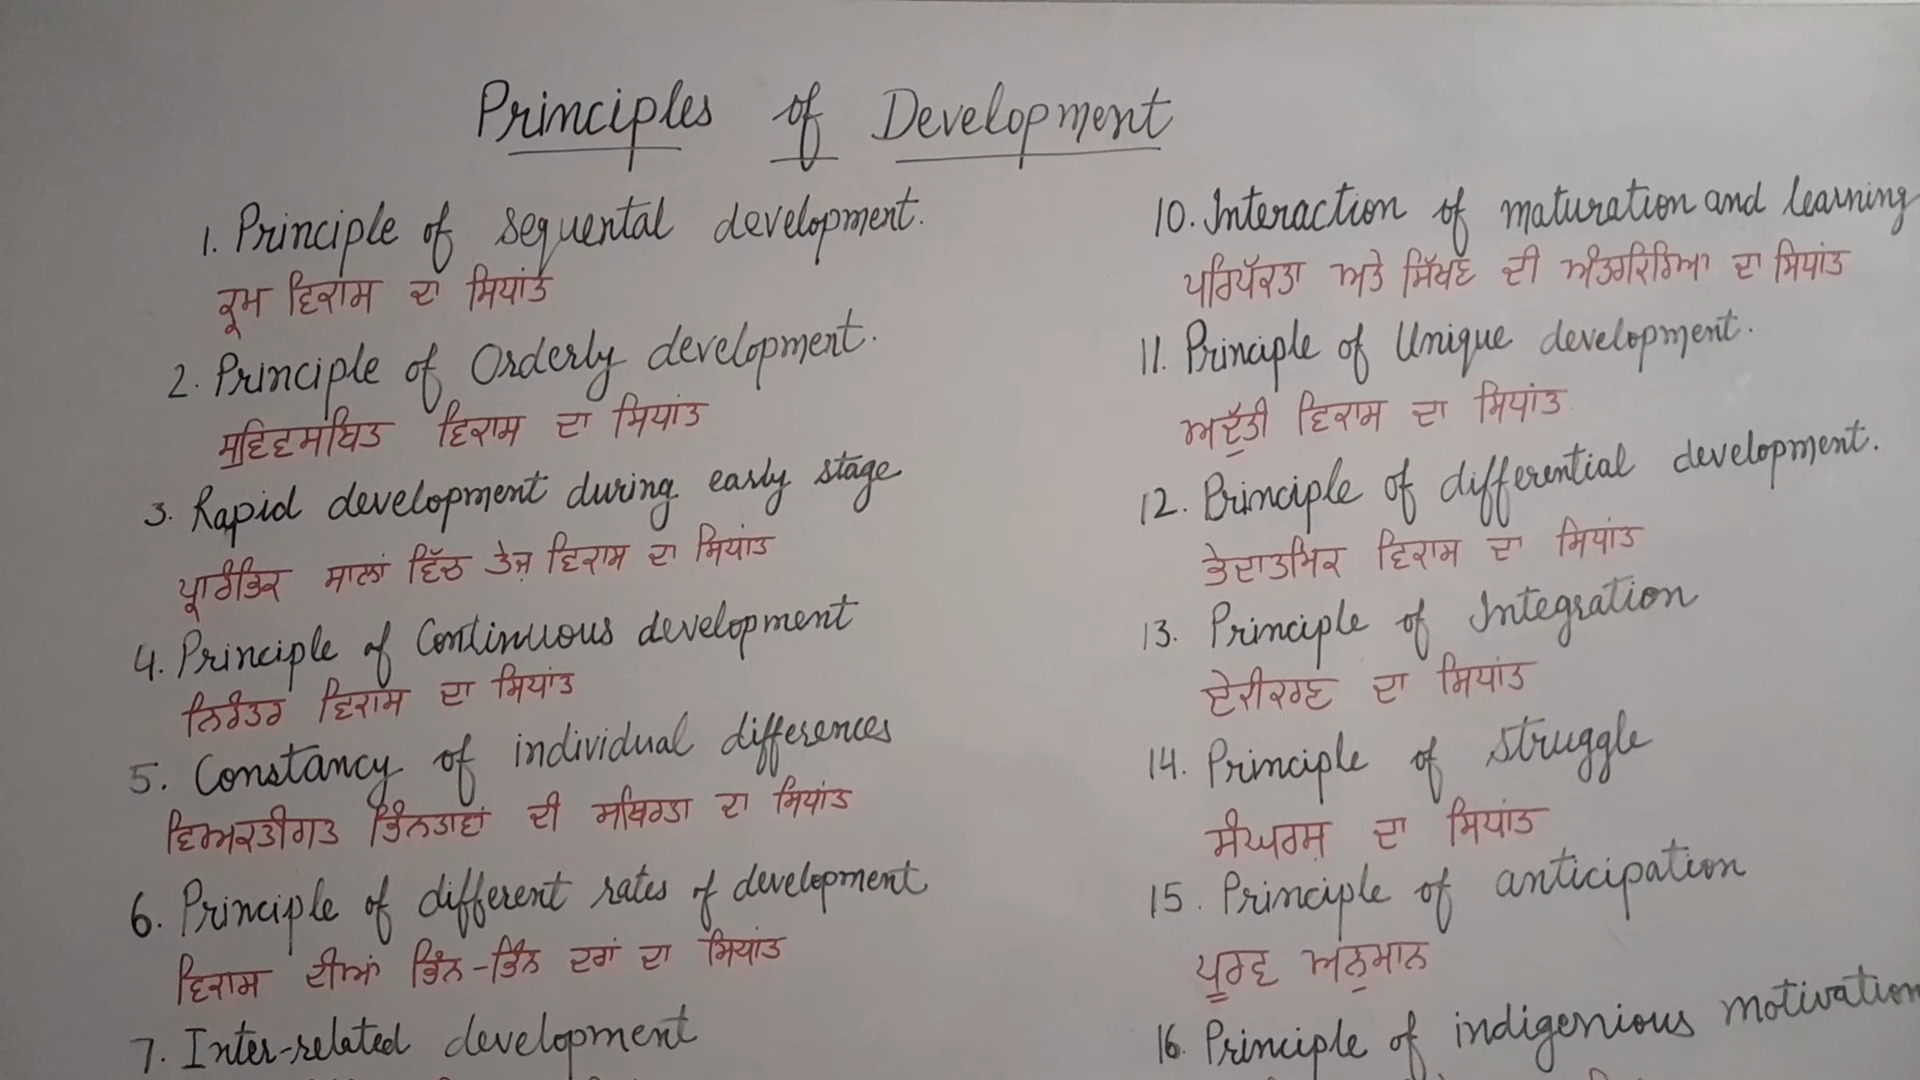 Principles of Development
1. Principle of sequental development.
ਕ੍ਰਮ ਵਿਕਾਸ ਦਾ ਸਿਧਾਂਤ
2. Principle of Orderly development.
ਸੁਵਿਵਸਥਿਤ ਵਿਕਾਸ ਦਾ ਸਿਧਾਂਤ
3. Rapid development during early stage
ਪ੍ਰਾਰੰਭਿਕ ਸਾਲਾਂ ਵਿੱਚ ਤੇਜ਼ ਵਿਕਾਸ ਦਾ ਸਿਧਾਂਤ
4. Principle of Continuous development
ਨਿਰੰਤਰ ਵਿਕਾਸ ਦਾ ਸਿਧਾਂਤ
5. Constancy of individual differences
ਵਿਅਕਤੀਗਤ ਭਿੰਨਤਾਵਾਂ ਦੀ ਸਥਿਰਤਾ ਦਾ ਸਿਧਾਂਤ
6. Principle of different rates of development
ਵਿਕਾਸ ਦੀਆਂ ਭਿੰਨ-ਭਿੰਨ ਦਰਾਂ ਦਾ ਸਿਧਾਂਤ
7. Inter-related development
10. Interaction of maturation and learning
ਪਰਿਪੱਕਤਾ ਅਤੇ ਸਿੱਖਣ ਦੀ ਅੰਤਰਕਿਰਿਆ ਦਾ ਸਿਧਾਂਤ
11. Principle of Unique development.
ਅਦੁੱਤੀ ਵਿਕਾਸ ਦਾ ਸਿਧਾਂਤ
12. Principle of differential development.
ਭੇਦਾਤਮਿਕ ਵਿਕਾਸ ਦਾ ਸਿਧਾਂਤ
13. Principle of Integration
ਏਕੀਕਰਣ ਦਾ ਸਿਧਾਂਤ
14. Principle of struggle
ਸੰਘਰਸ਼ ਦਾ ਸਿਧਾਂਤ
15. Principle of anticipation
ਪੂਰਵ ਅਨੁਮਾਨ
16. Principle of indigenious motivation